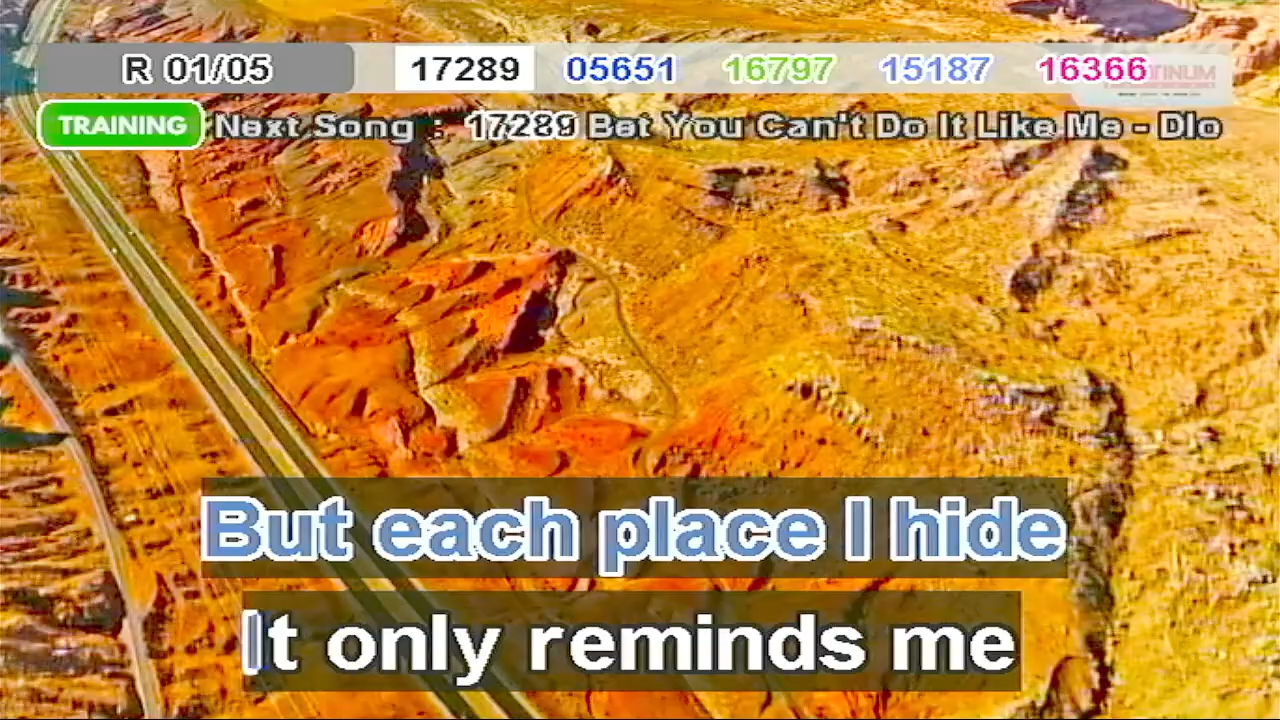 R 01/05 17289 05651 16797 15187 16366 TINUM
TRAINING Next Song : 17289 Bet You Can't Do It Like Me - Dlo
But each place I hide
It only reminds me